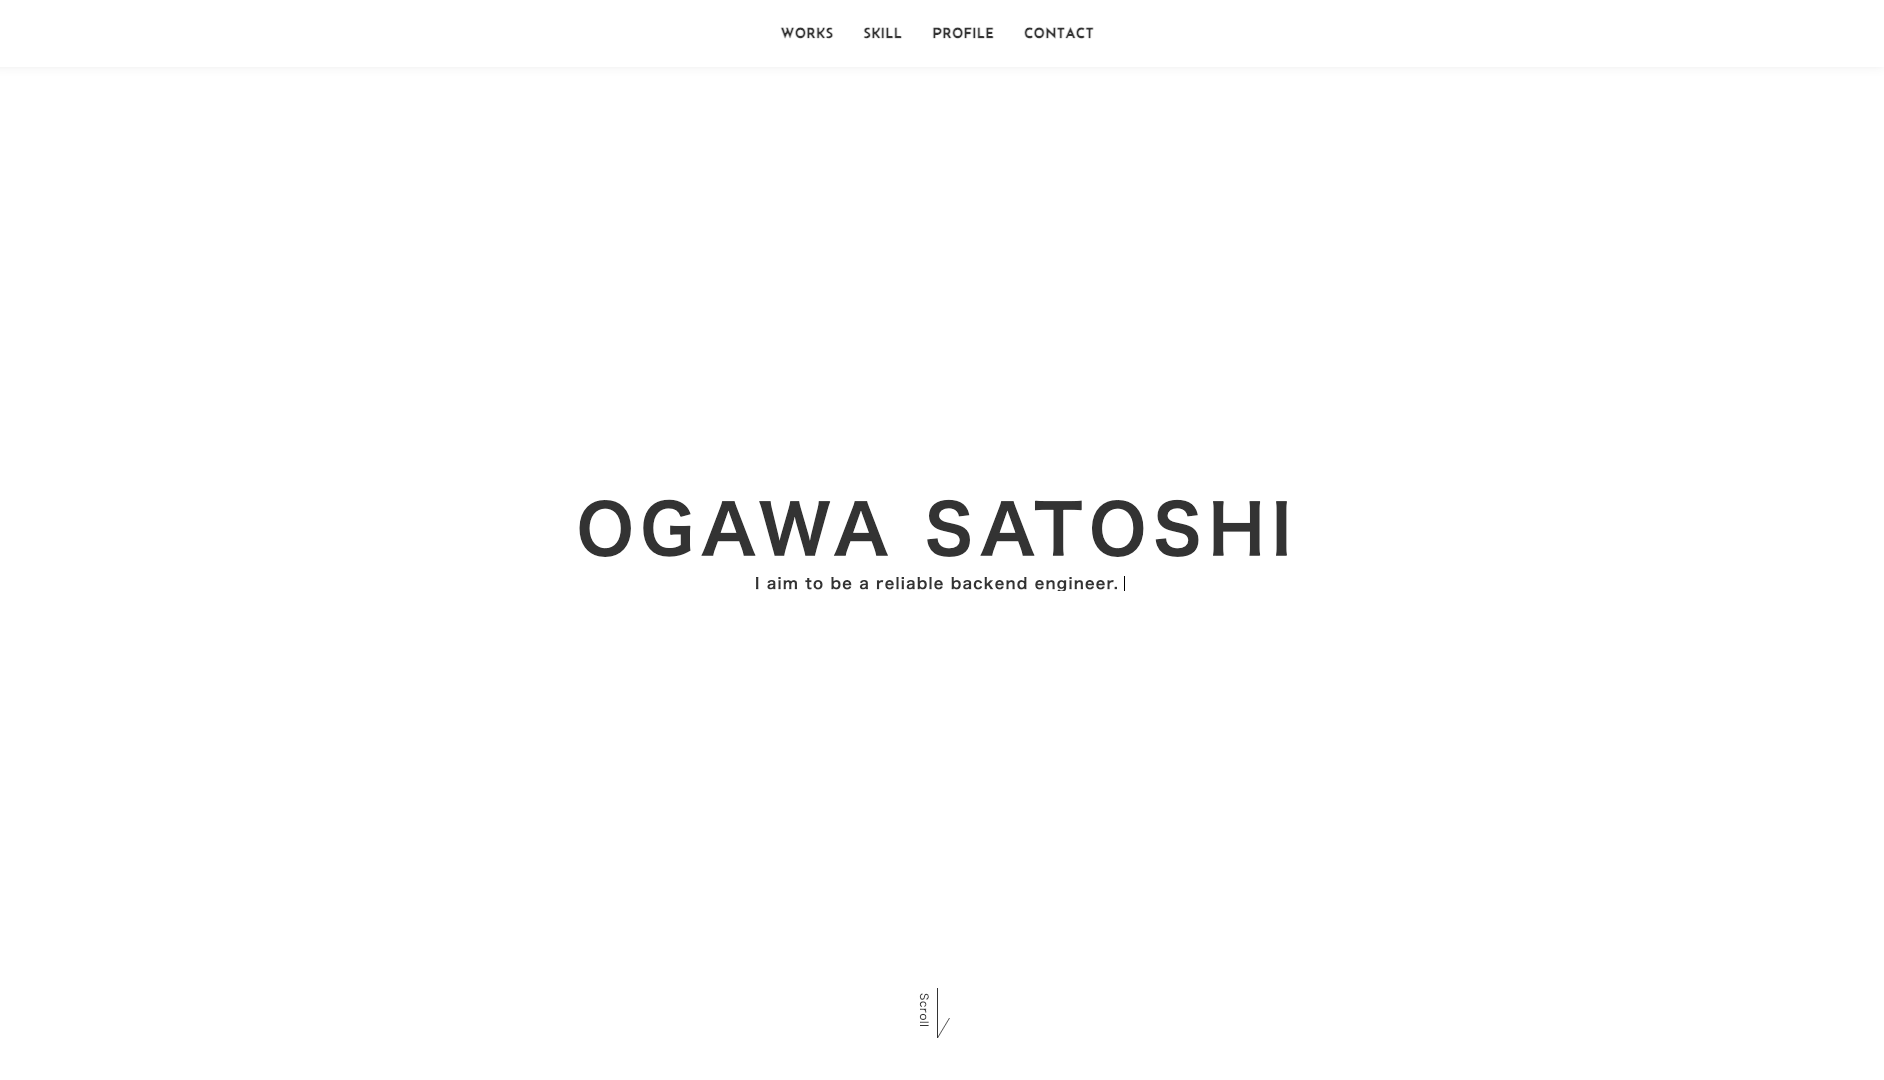 WORKS SKILL PROFILE CONTACT
OGAWA SATOSHI
I aim to be a reliable backend engineer.
Scroll